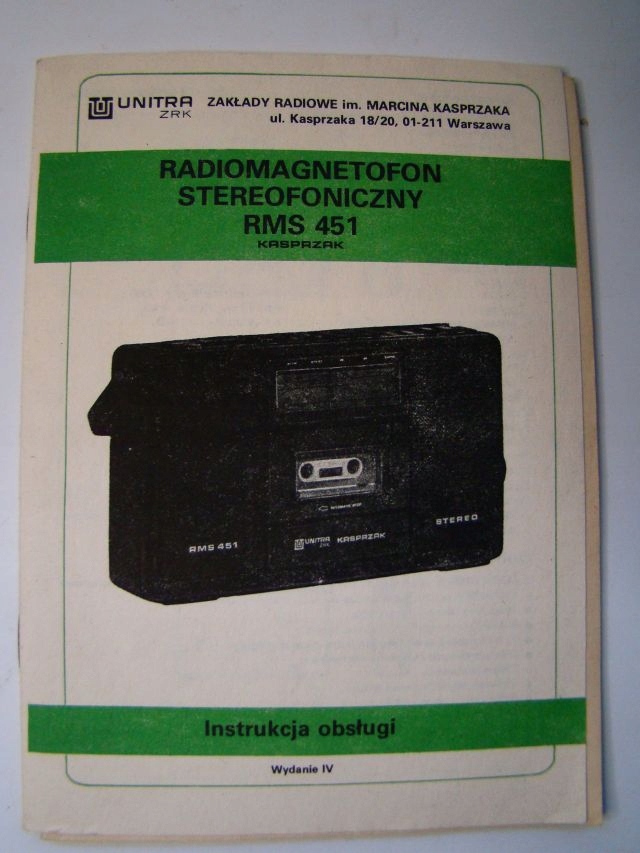 UNITRA
ZRK
ZAKŁADY RADIOWE im. MARCINA KASPRZAKA
ul. Kasprzaka 18/20, 01-211 Warszawa
RADIOMAGNETOFON
STEREOFONICZNY
RMS 451
KASPRZAK
RMS 451
UNITRA
ZRK
KASPRZAK
STEREO
Instrukcja obsługi
Wydanie IV